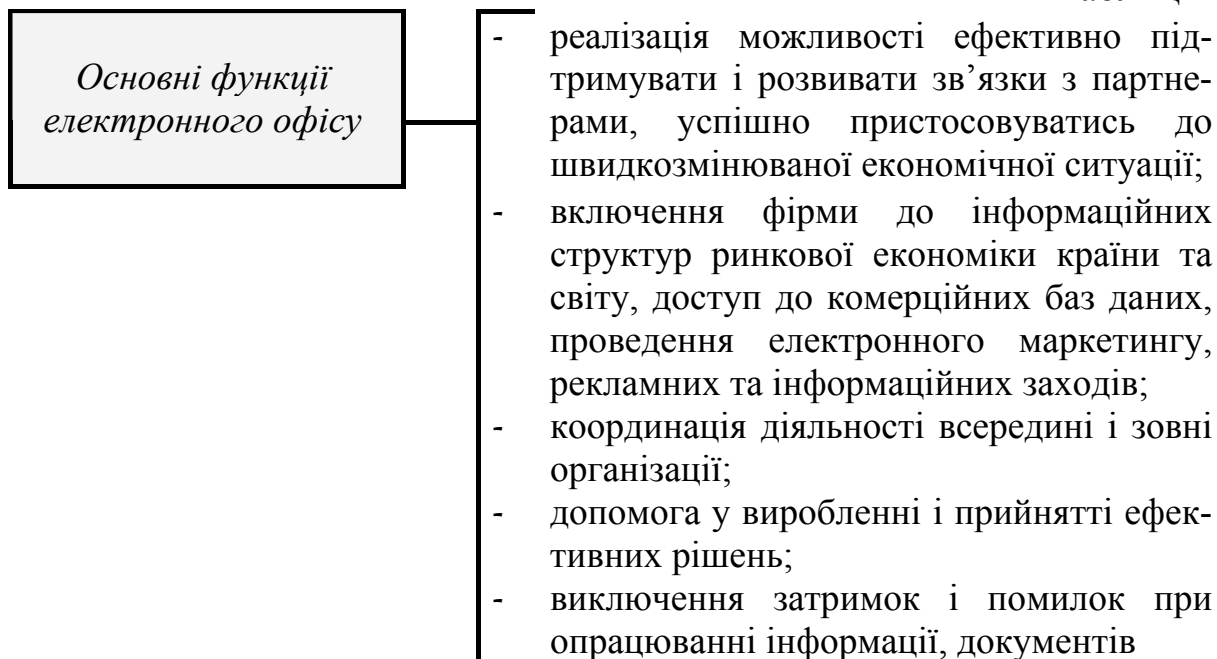 Основні функції
електронного офісу
- реалізація можливості ефективно під-
тримувати і розвивати зв’язки з партне-
рами, успішно пристосовуватись до
швидкозмінюваної економічної ситуації;
- включення фірми до інформаційних
структур ринкової економіки країни та
світу, доступ до комерційних баз даних,
проведення електронного маркетингу,
рекламних та інформаційних заходів;
- координація діяльності всередині і зовні
організації;
- допомога у виробленні і прийнятті ефек-
тивних рішень;
- виключення затримок і помилок при
опрацюванні інформації, документів